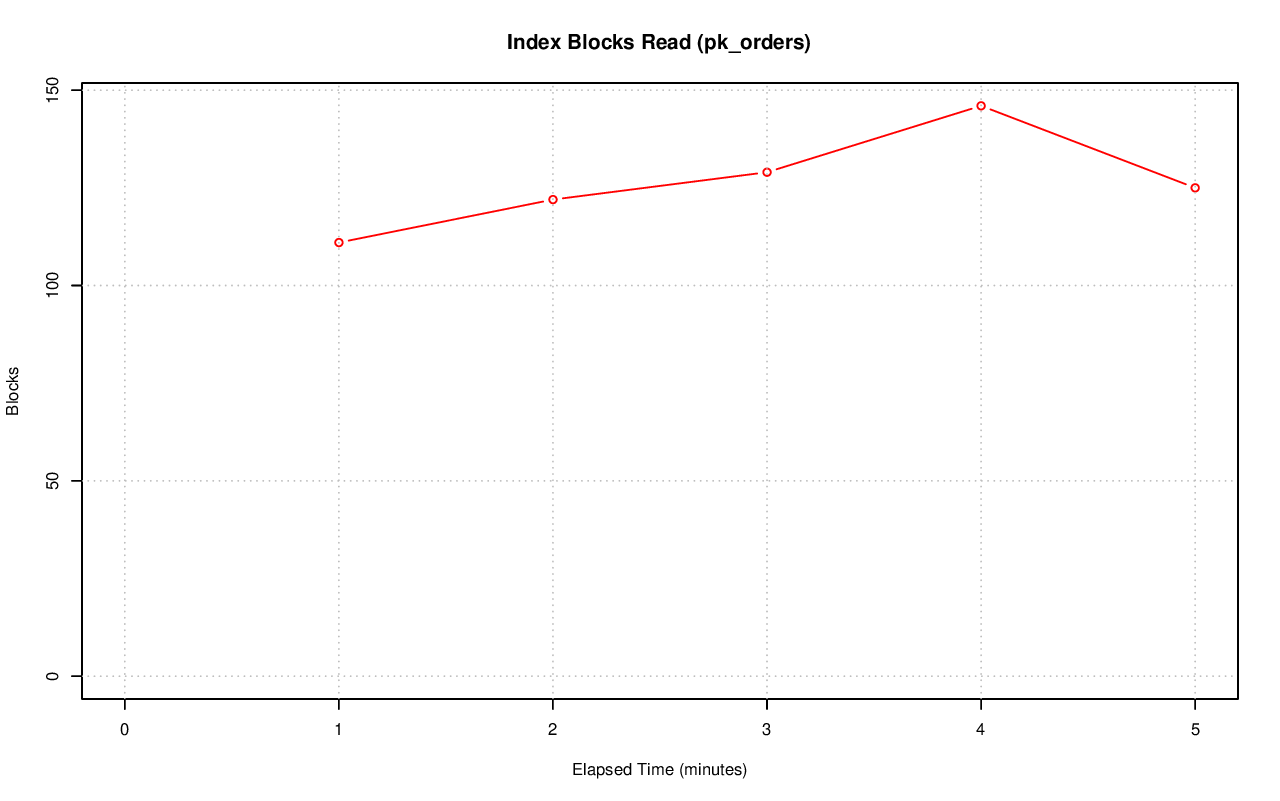 Index Blocks Read (pk_orders)
Blocks
150
100
50
0
0 1 2 3 4 5
Elapsed Time (minutes)